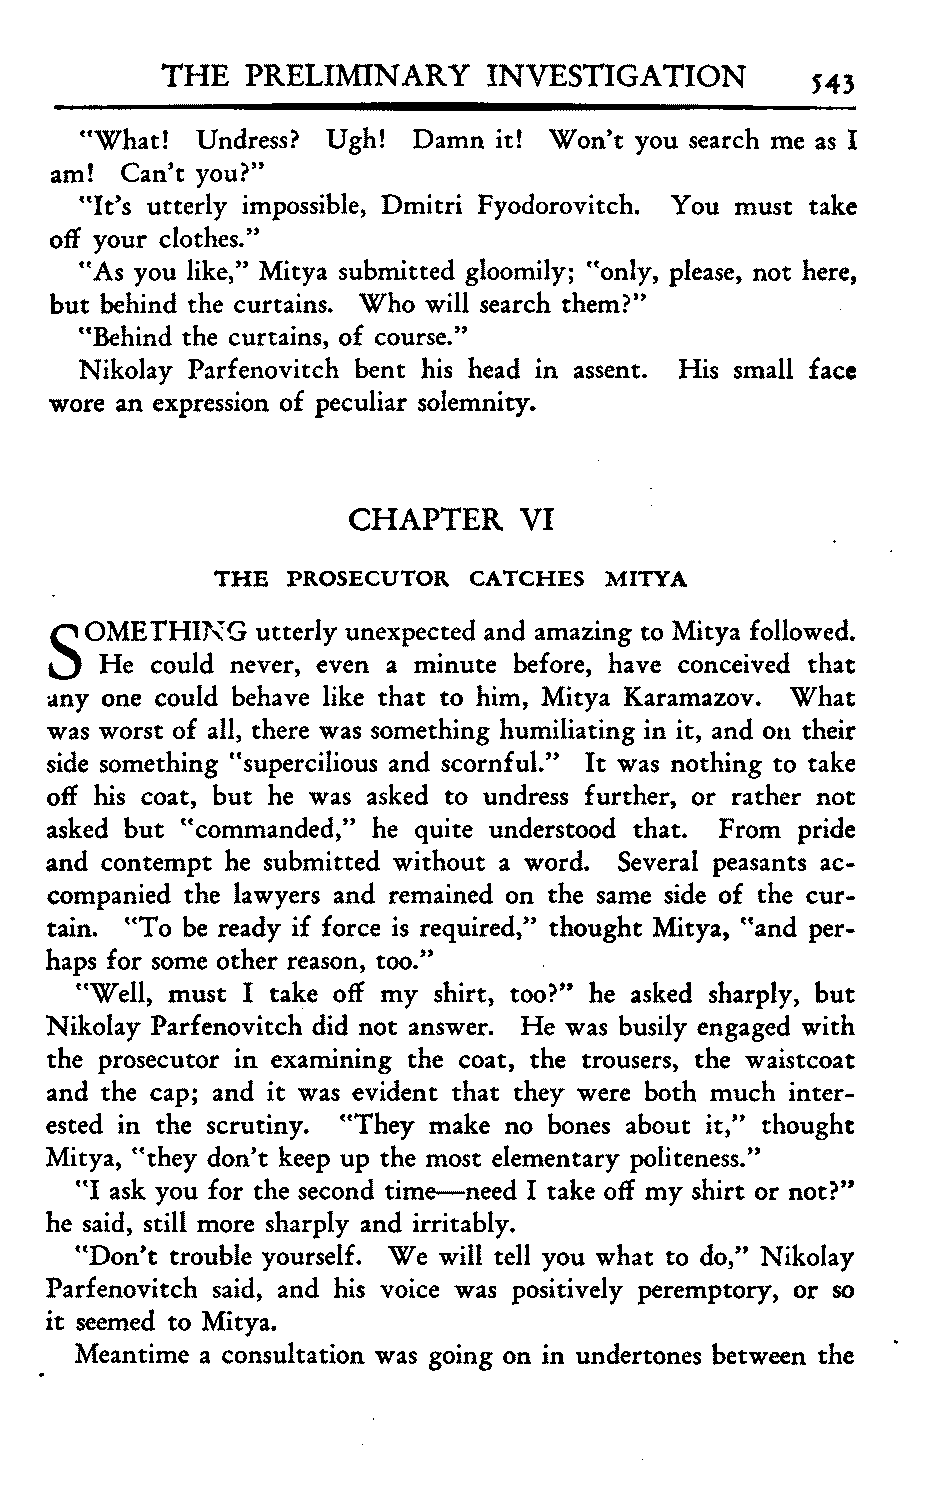 THE PRELIMINARY INVESTIGATION 543
"What! Undress? Ugh! Damn it! Won't you search me as I
am! Can't you?"
"It's utterly impossible, Dmitri Fyodorovitch. You must take
off your clothes."
"As you like," Mitya submitted gloomily; "only, please, not here,
but behind the curtains. Who will search them?"
"Behind the curtains, of course."
Nikolay Parfenovitch bent his head in assent. His small face
wore an expression of peculiar solemnity.
CHAPTER VI
THE PROSECUTOR CATCHES MITYA
SOMETHING utterly unexpected and amazing to Mitya followed.
He could never, even a minute before, have conceived that
any one could behave like that to him, Mitya Karamazov. What
was worst of all, there was something humiliating in it, and on their
side something "supercilious and scornful." It was nothing to take
off his coat, but he was asked to undress further, or rather not
asked but "commanded," he quite understood that. From pride
and contempt he submitted without a word. Several peasants ac-
companied the lawyers and remained on the same side of the cur-
tain. "To be ready if force is required," thought Mitya, "and per-
haps for some other reason, too."
"Well, must I take off my shirt, too?" he asked sharply, but
Nikolay Parfenovitch did not answer. He was busily engaged with
the prosecutor in examining the coat, the trousers, the waistcoat
and the cap; and it was evident that they were both much inter-
ested in the scrutiny. "They make no bones about it," thought
Mitya, "they don't keep up the most elementary politeness."
"I ask you for the second time—need I take off my shirt or not?"
he said, still more sharply and irritably.
"Don't trouble yourself. We will tell you what to do," Nikolay
Parfenovitch said, and his voice was positively peremptory, or so
it seemed to Mitya.
Meantime a consultation was going on in undertones between the